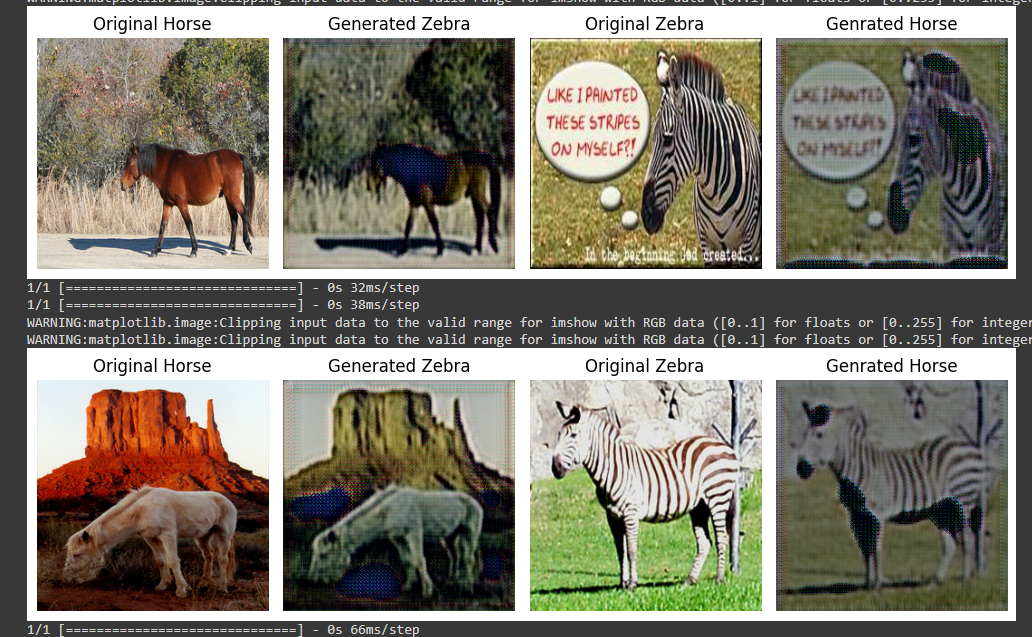 WARNING:matplotlib.image:Clipping input data to the valid range for imshow with RGB data ([0..1] for floats or [0..255] for integer
Original Horse Generated Zebra Original Zebra Genrated Horse
LIKE I PAINTED
THESE STRIPES
ON MYSELF?!
In the beginning God created...
LIKE I PAINTED
THESE STRIPES
ON MYSELF?!
1/1 [==============================] - 0s 32ms/step
1/1 [==============================] - 0s 38ms/step
WARNING:matplotlib.image:Clipping input data to the valid range for imshow with RGB data ([0..1] for floats or [0..255] for integer
WARNING:matplotlib.image:Clipping input data to the valid range for imshow with RGB data ([0..1] for floats or [0..255] for integer
Original Horse Generated Zebra Original Zebra Genrated Horse
1/1 [==============================] - 0s 66ms/step